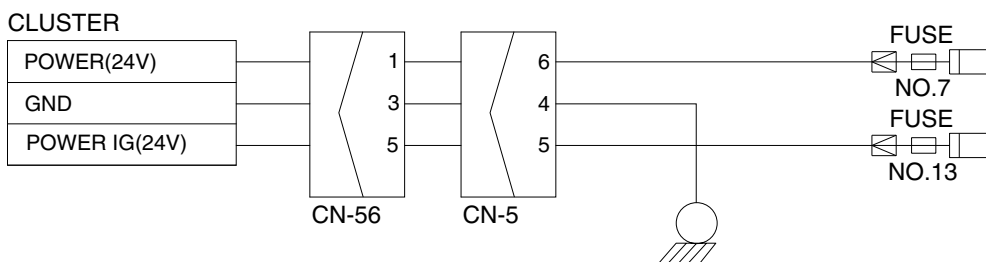 CLUSTER
POWER(24V)
GND
POWER IG(24V)
1
3
5
CN-56
6
4
5
CN-5
FUSE
NO.7
FUSE
NO.13